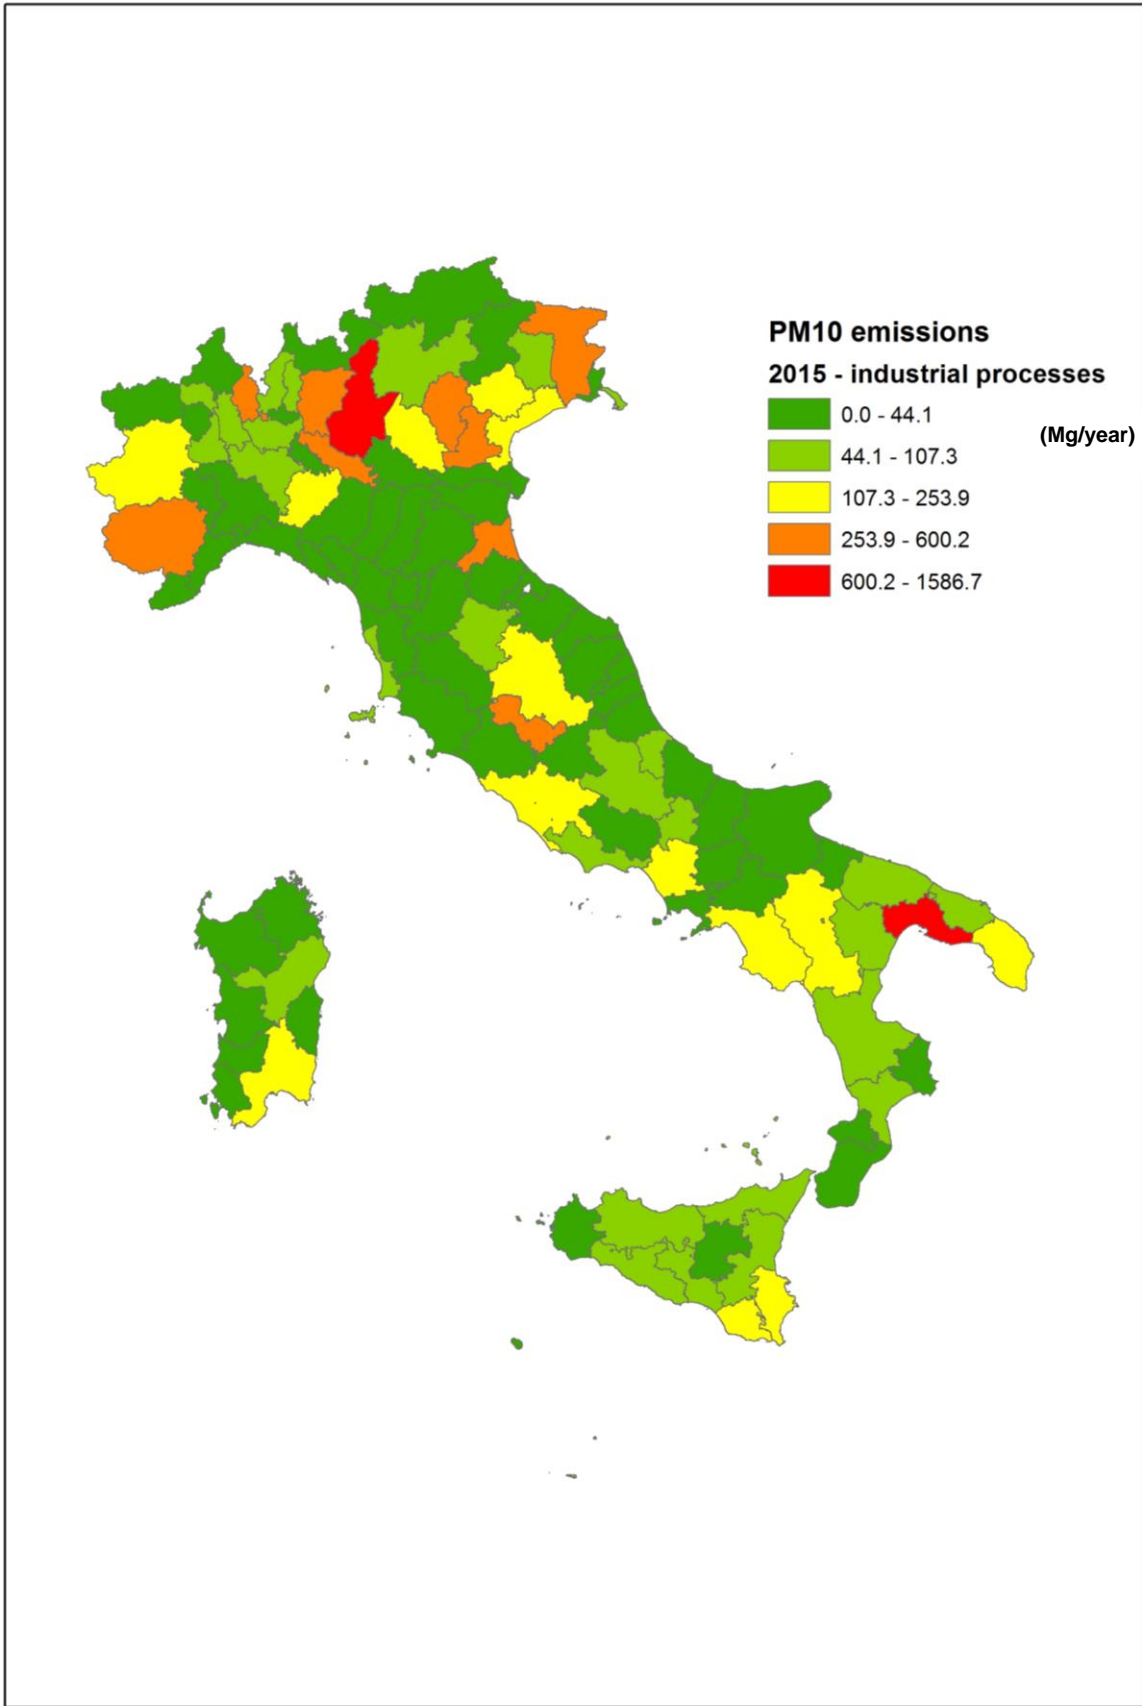 PM10 emissions
2015 - industrial processes
(Mg/year)
0.0 - 44.1
44.1 - 107.3
107.3 - 253.9
253.9 - 600.2
600.2 - 1586.7